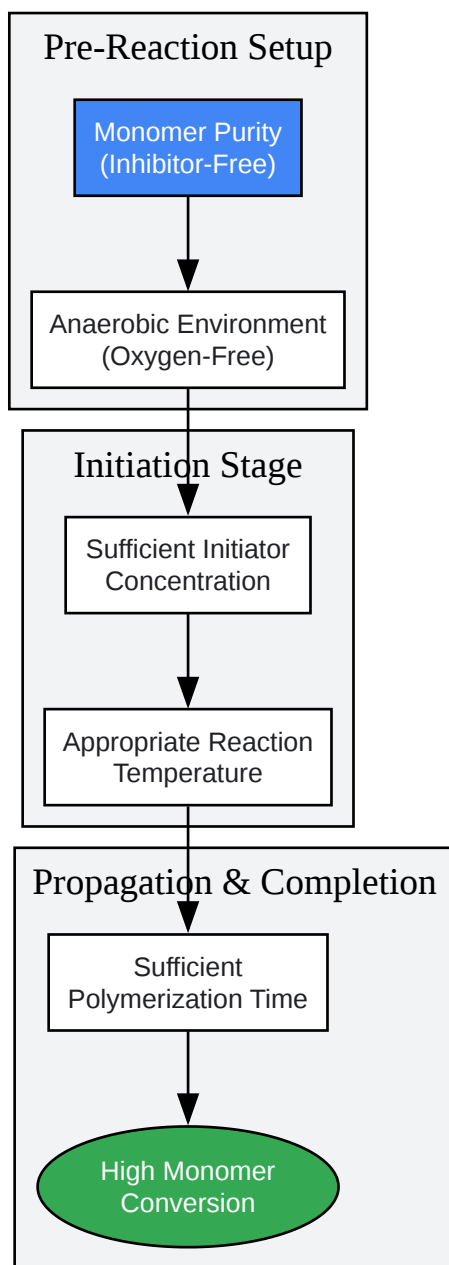 Pre-Reaction Setup
Monomer Purity
(Inhibitor-Free)
Anaerobic Environment
(Oxygen-Free)
Initiation Stage
Sufficient Initiator
Concentration
Appropriate Reaction
Temperature
Propagation & Completion
Sufficient
Polymerization Time
High Monomer
Conversion